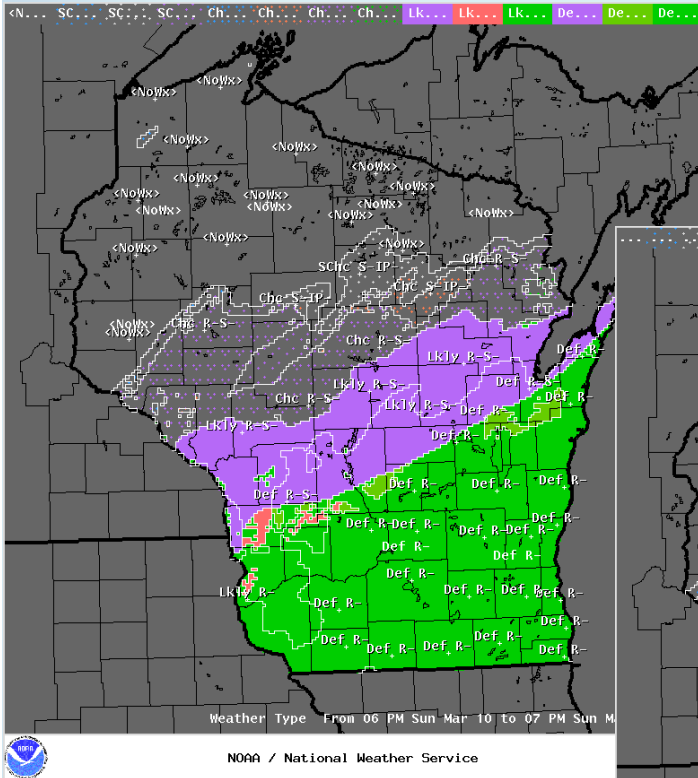 <N... SC... SC... SC... Ch... Ch... Ch... Ch... Lk... Lk... Lk... De... De... De...
<NoWx>
<NoWx>
<NoWx>
<NoWx>
<NoWx>
<NoWx>
<NoWx>
<NoWx> <NoWx>
<NoWx>
<NoWx>
<NoWx>
<NoWx>
<NoWx>
<NoWx>
<NoWx>
<NoWx>
<NoWx>
Chc R-S-
SChc S-IP-
Chc S-IP-
Chc S-IP-
<NoWx>
<NoWx>
Chc R-S-
Chc R-S-
Def R-
Lkly R-S-
Lkly R-S-
Def R-S-
Chc R-S-
Def R-
Lkly R-S-
Def R-
Lkly R-S-
Def R-
Def R-
Def R-
Def R-
Def R-S-
Def R-
Def R- Def R-
Def R- Def R-
Def R-
Def R-
Def R-
Lkly R-
Def R-
Def R-
Def R-
Def R-
Def R-
Def R-
Def R-
Def R-
Def R-
Def R-
Weather Type From 06 PM Sun Mar 10 to 07 PM Sun M
NOAA
NOAA / National Weather Service